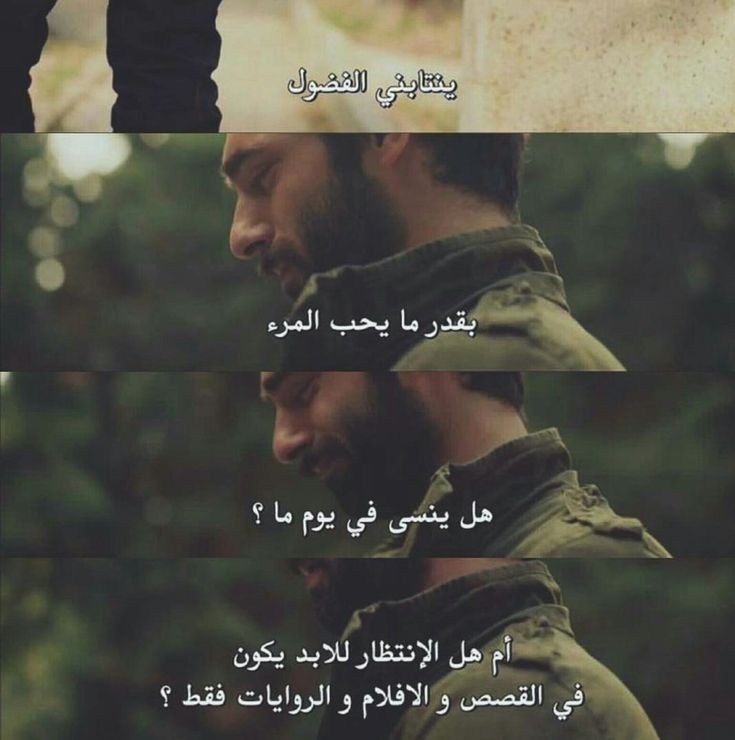 ينتابني الفضول
بقدر ما يحب المرء
هل ينسى في يوم ما ؟
أم هل الإنتظار للابد يكون
في القصص و الافلام و الروايات فقط ؟